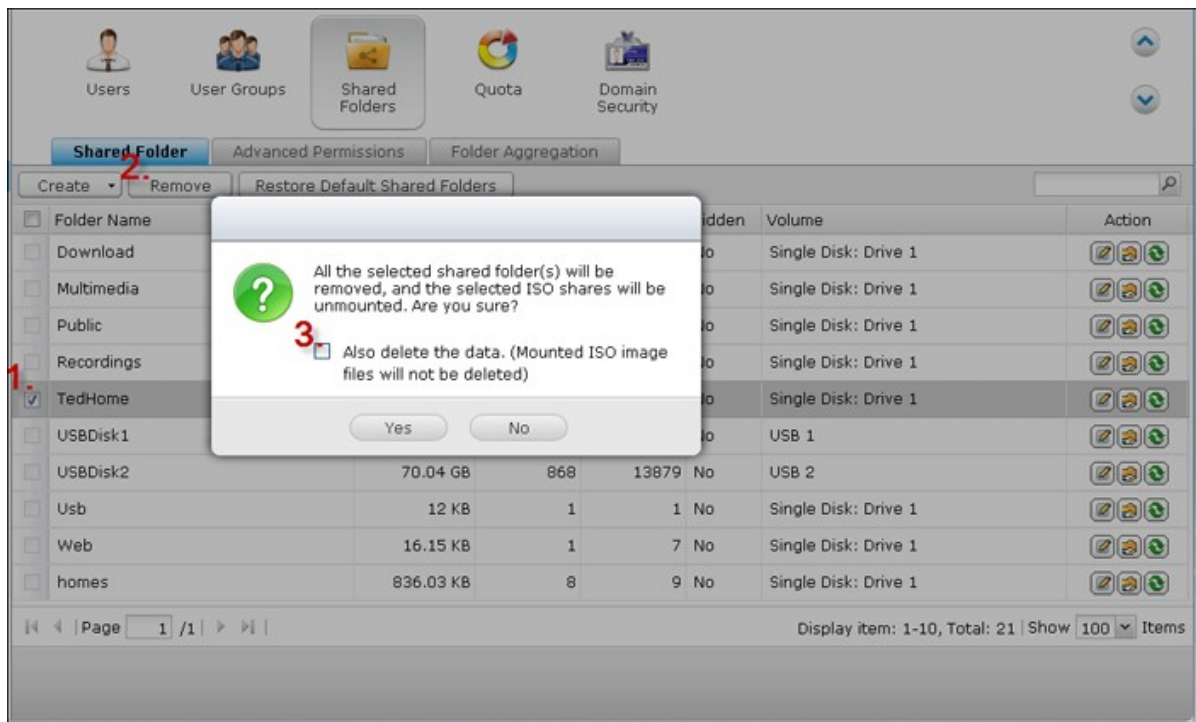 Users
User Groups
Shared
Folders
Quota
Domain
Security
Shared Folder
Advanced Permissions
Folder Aggregation
2.
Create
Remove
Restore Default Shared Folders
Folder Name
idden
Volume
Action
Download
No
Single Disk: Drive 1
Multimedia
No
Single Disk: Drive 1
Public
No
Single Disk: Drive 1
Recordings
No
Single Disk: Drive 1
1.
TedHome
No
Single Disk: Drive 1
USBDisk1
No
USB 1
All the selected shared folder(s) will be
removed, and the selected ISO shares will be
unmounted. Are you sure?
3.
Also delete the data. (Mounted ISO image
files will not be deleted)
Yes
No
USBDisk2
70.04 GB
868
13879
No
USB 2
Usb
12 KB
1
1
No
Single Disk: Drive 1
Web
16.15 KB
1
7
No
Single Disk: Drive 1
homes
836.03 KB
8
9
No
Single Disk: Drive 1
Page
1
/1
Display item: 1-10, Total: 21
Show
100
Items